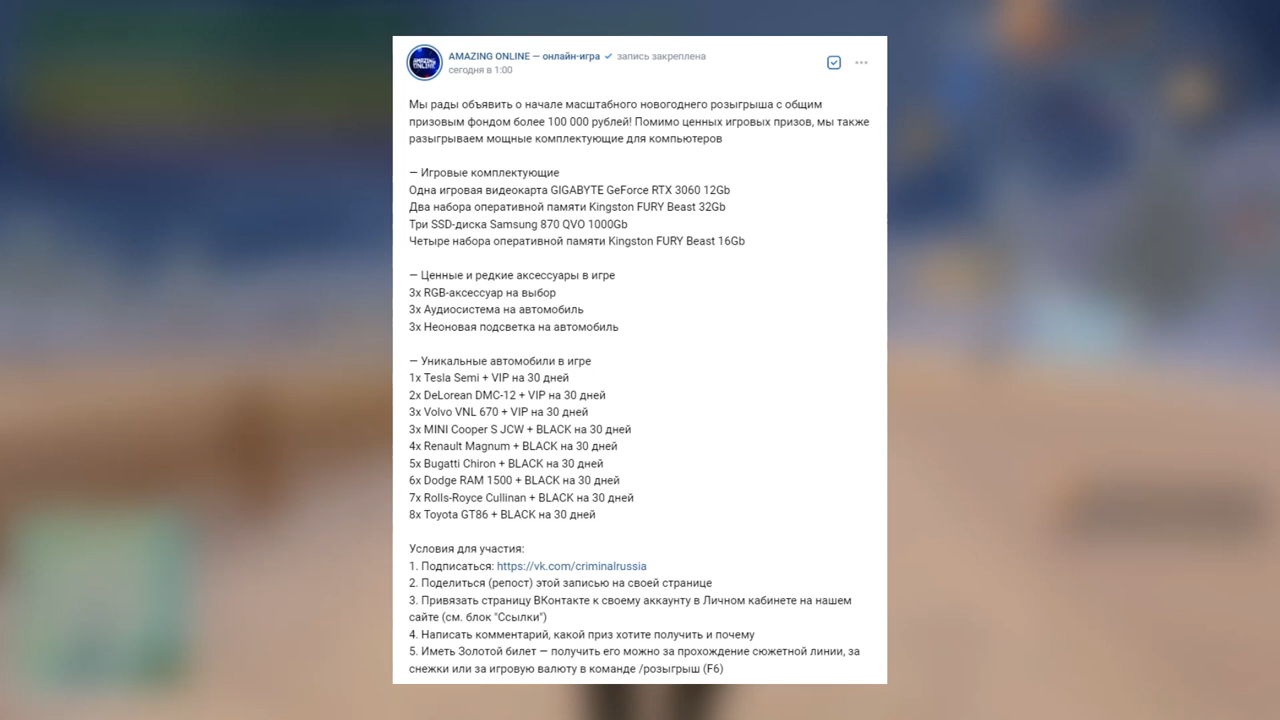 AMAZING ONLINE — онлайн-игра запись закреплена
сегодня в 1:00
Мы рады объявить о начале масштабного новогоднего розыгрыша с общим
призовым фондом более 100 000 рублей! Помимо ценных игровых призов, мы также
разыгрываем мощные комплектующие для компьютеров
— Игровые комплектующие
Одна игровая видеокарта GIGABYTE GeForce RTX 3060 12Gb
Два набора оперативной памяти Kingston FURY Beast 32Gb
Три SSD-диска Samsung 870 QVO 1000Gb
Четыре набора оперативной памяти Kingston FURY Beast 16Gb
— Ценные и редкие аксессуары в игре
3x RGB-аксессуар на выбор
3x Аудиосистема на автомобиль
3x Неоновая подсветка на автомобиль
— Уникальные автомобили в игре
1x Tesla Semi + VIP на 30 дней
2x DeLorean DMC-12 + VIP на 30 дней
3x Volvo VNL 670 + VIP на 30 дней
3x MINI Cooper S JCW + BLACK на 30 дней
4x Renault Magnum + BLACK на 30 дней
5x Bugatti Chiron + BLACK на 30 дней
6x Dodge RAM 1500 + BLACK на 30 дней
7x Rolls-Royce Cullinan + BLACK на 30 дней
8x Toyota GT86 + BLACK на 30 дней
Условия для участия:
1. Подписаться: https://vk.com/criminalrussia
2. Поделиться (репост) этой записью на своей странице
3. Привязать страницу ВКонтакте к своему аккаунту в Личном кабинете на нашем
сайте (см. блок "Ссылки")
4. Написать комментарий, какой приз хотите получить и почему
5. Иметь Золотой билет — получить его можно за прохождение сюжетной линии, за
снежки или за игровую валюту в команде /розыгрыш (F6)